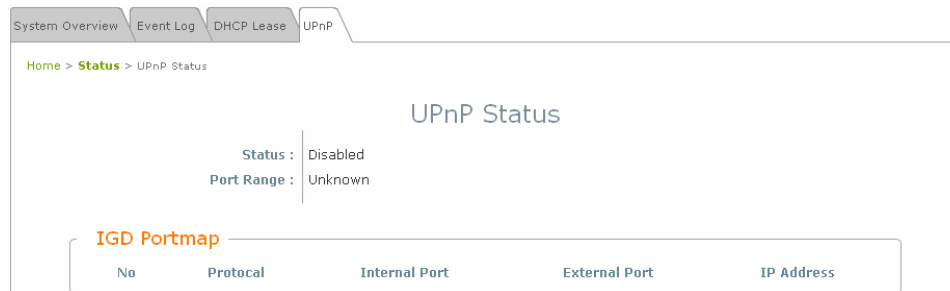 System Overview Event Log DHCP Lease UPnP
Home > Status > UPnP Status
UPnP Status
Status : Disabled
Port Range : Unknown
IGD Portmap
No Protocal Internal Port External Port IP Address